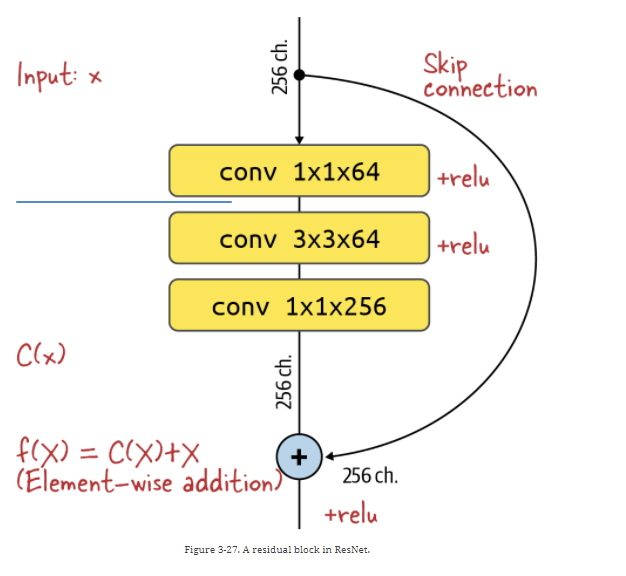 256 ch.
Input: x
Skip
connection
conv 1x1x64
+relu
conv 3x3x64
+relu
conv 1x1x256
C(x)
256 ch.
f(X) = C(X)+X
(Element-wise addition)
+
256 ch.
+relu
Figure 3-27. A residual block in ResNet.